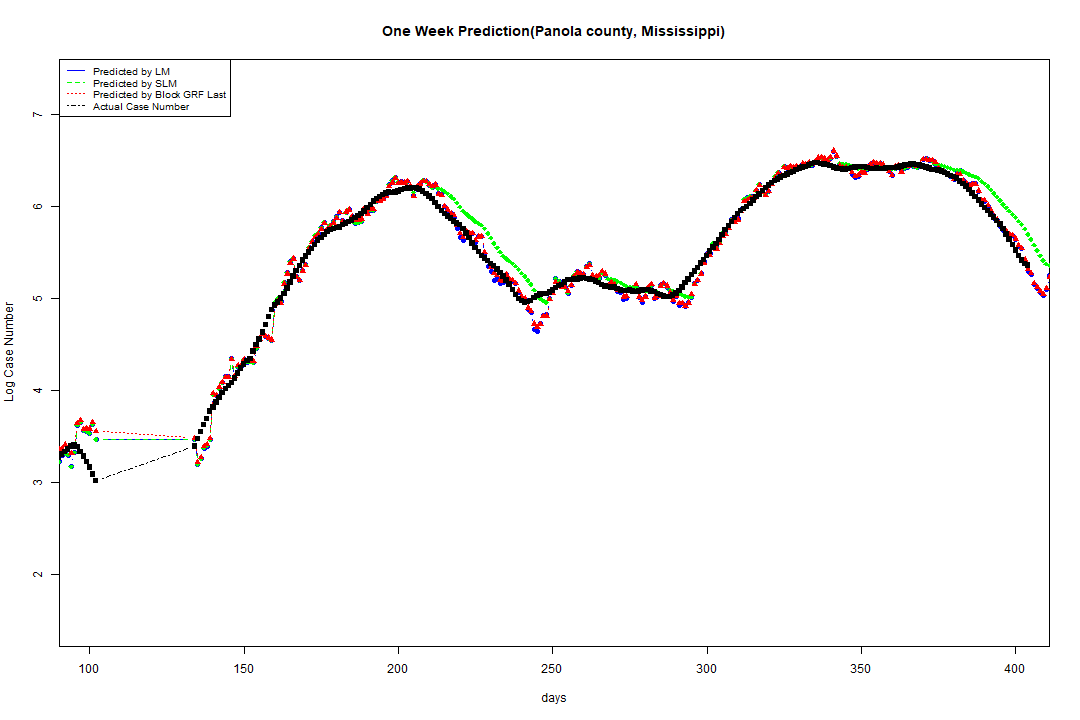 One Week Prediction(Panola county, Mississippi)
Predicted by LM
Predicted by SLM
Predicted by Block GRF Last
Actual Case Number
7
6
5
4
3
2
Log Case Number
100 150 200 250 300 350 400
days